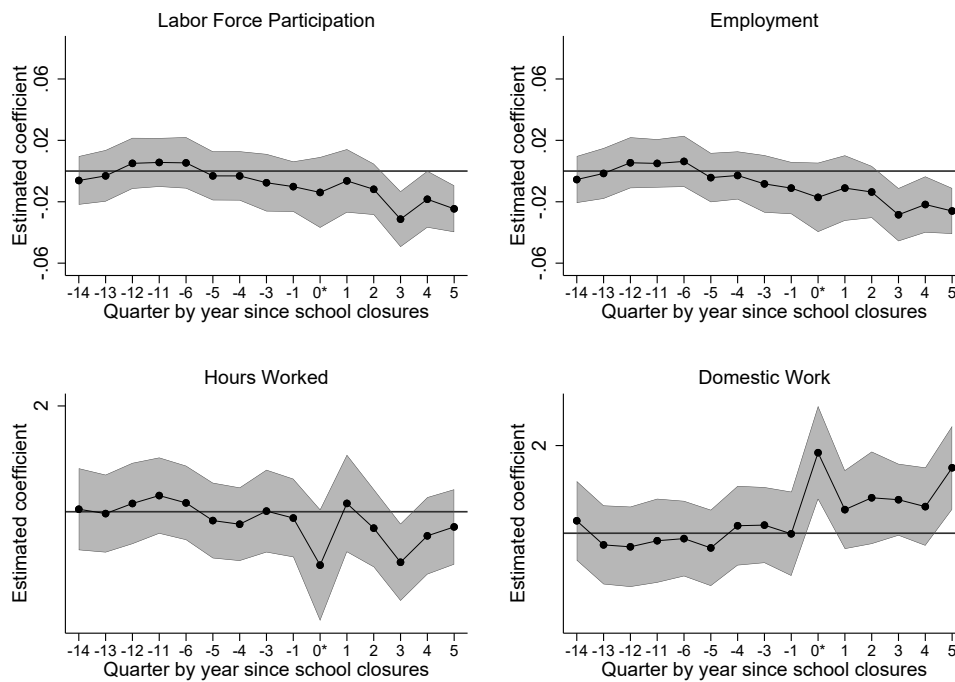 Labor Force Participation
Estimated coefficient
.06
.02
-.02
-.06
-14 -13 -12 -11 -6 -5 -4 -3 -1 0* 1 2 3 4 5
Quarter by year since school closures
Employment
Estimated coefficient
.06
.02
-.02
-.06
-14 -13 -12 -11 -6 -5 -4 -3 -1 0* 1 2 3 4 5
Quarter by year since school closures
Hours Worked
Estimated coefficient
2
-14 -13 -12 -11 -6 -5 -4 -3 -1 0* 1 2 3 4 5
Quarter by year since school closures
Domestic Work
Estimated coefficient
2
-14 -13 -12 -11 -6 -5 -4 -3 -1 0* 1 2 3 4 5
Quarter by year since school closures